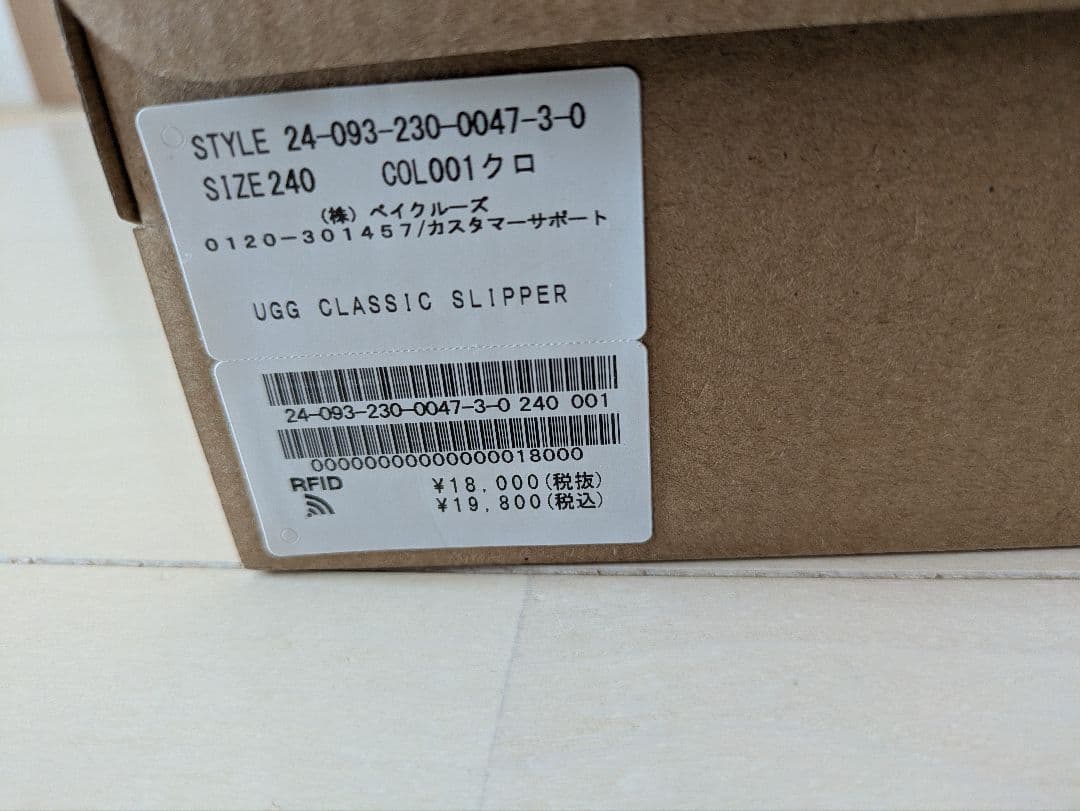 STYLE 24-093-230-0047-3-0
SIZE240 COL001クロ
(株) ベイクルーズ
0120-301457/カスタマーサポート
UGG CLASSIC SLIPPER
24-093-230-0047-3-0 240 001
00000000000000018000
RFID ¥18,000(税抜)
¥19,800(税込)